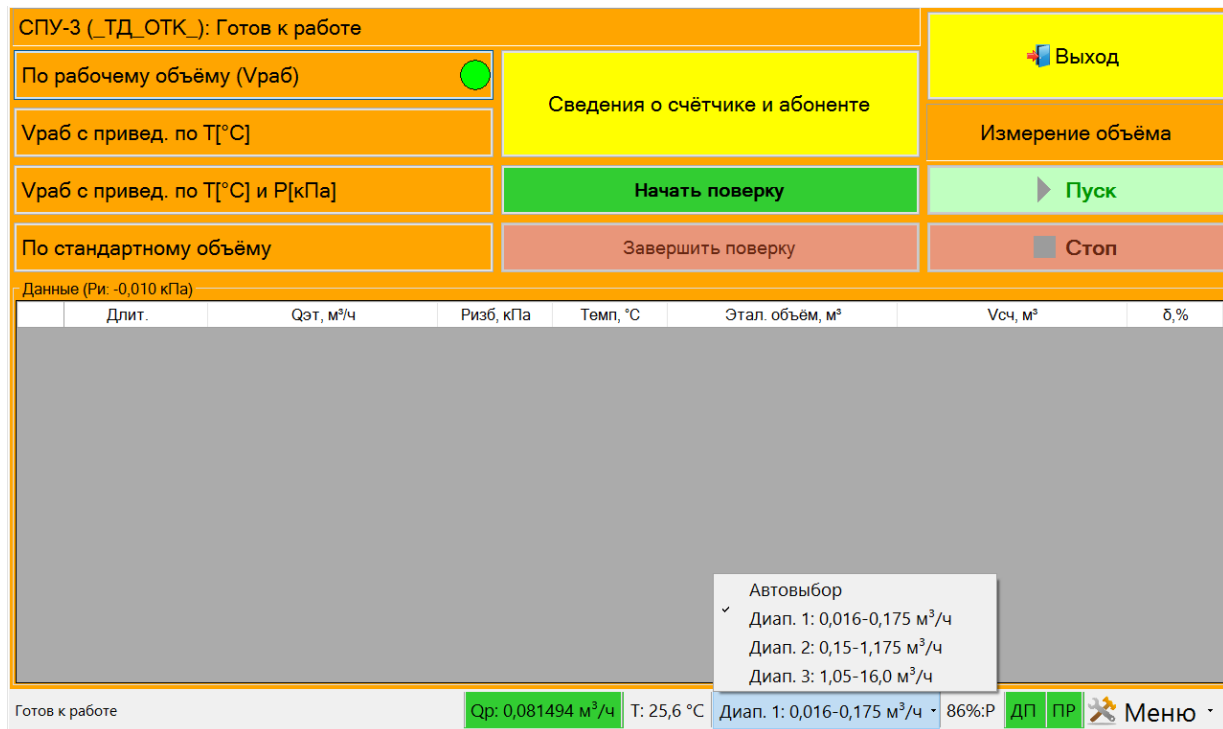 СПУ-3 (_ТД_ОТК_): Готов к работе
Выход
По рабочему объёму (Vраб)
Сведения о счётчике и абоненте
Vраб с привед. по Т[°C]
Измерение объёма
Vраб с привед. по Т[°C] и Р[кПа]
Начать поверку
Пуск
По стандартному объёму
Завершить поверку
Стоп
Данные (Ри: -0,010 кПа)
Длит. Qэт, м³/ч Ризб, кПа Темп, °C Этал. объём, м³ Vсч, м³ δ,%
Автовыбор
Диап. 1: 0,016-0,175 м³/ч
Диап. 2: 0,15-1,175 м³/ч
Диап. 3: 1,05-16,0 м³/ч
Готов к работе Qр: 0,081494 м³/ч Т: 25,6 °C Диап. 1: 0,016-0,175 м³/ч 86%:Р ДП ПР Меню